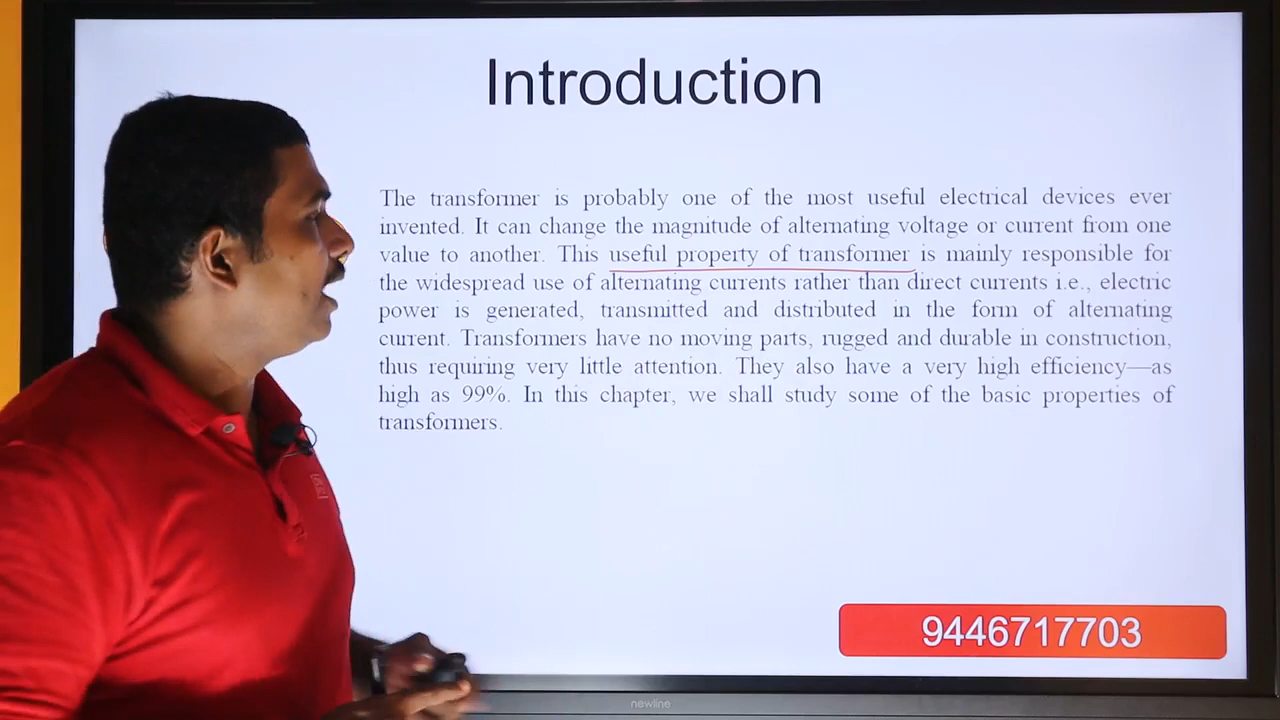 Introduction
The transformer is probably one of the most useful electrical devices ever
invented. It can change the magnitude of alternating voltage or current from one
value to another. This useful property of transformer is mainly responsible for
the widespread use of alternating currents rather than direct currents i.e., electric
power is generated, transmitted and distributed in the form of alternating
current. Transformers have no moving parts, rugged and durable in construction,
thus requiring very little attention. They also have a very high efficiency—as
high as 99%. In this chapter, we shall study some of the basic properties of
transformers.
9446717703
newline